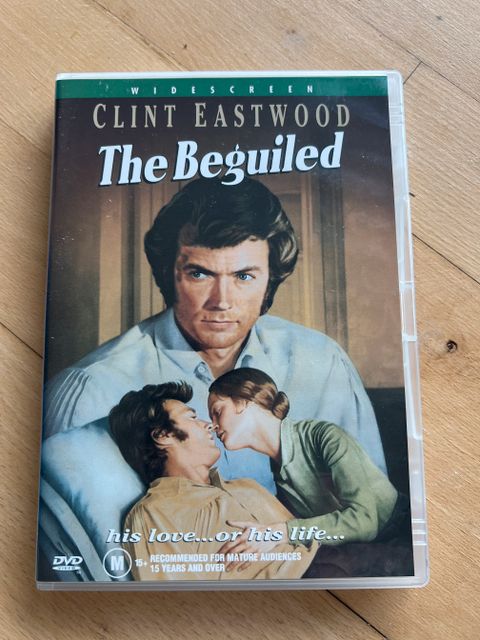 WIDESCREEN
CLINT EASTWOOD
The Beguiled
his love...or his life...
DVD
VIDEO
M
15+
RECOMMENDED FOR MATURE AUDIENCES
15 YEARS AND OVER